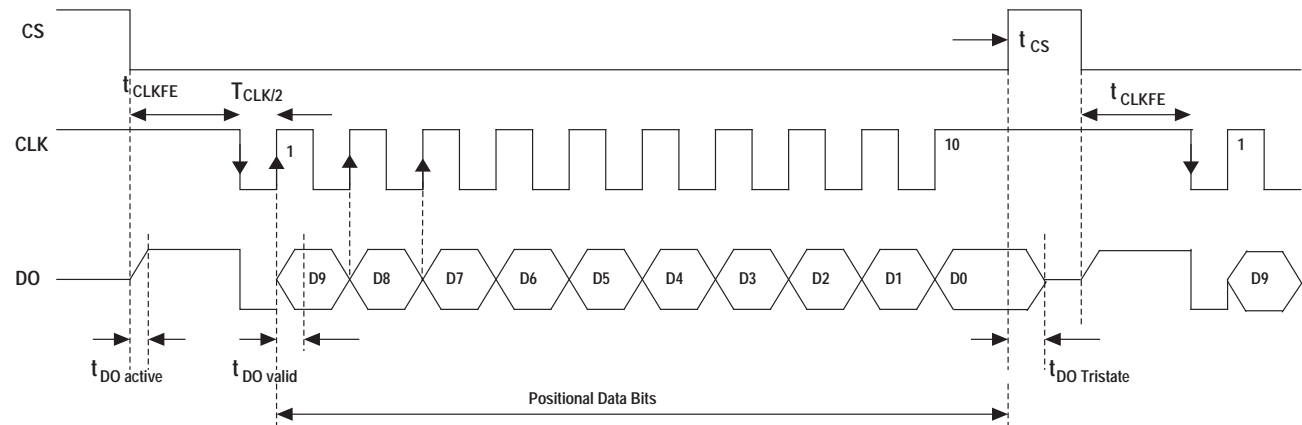 CS
t CS
t CLKFE
T CLK/2
t CLKFE
CLK
1
10
1
DO
D9
D8
D7
D6
D5
D4
D3
D2
D1
D0
D9
t DO active
t DO valid
t DO Tristate
Positional Data Bits